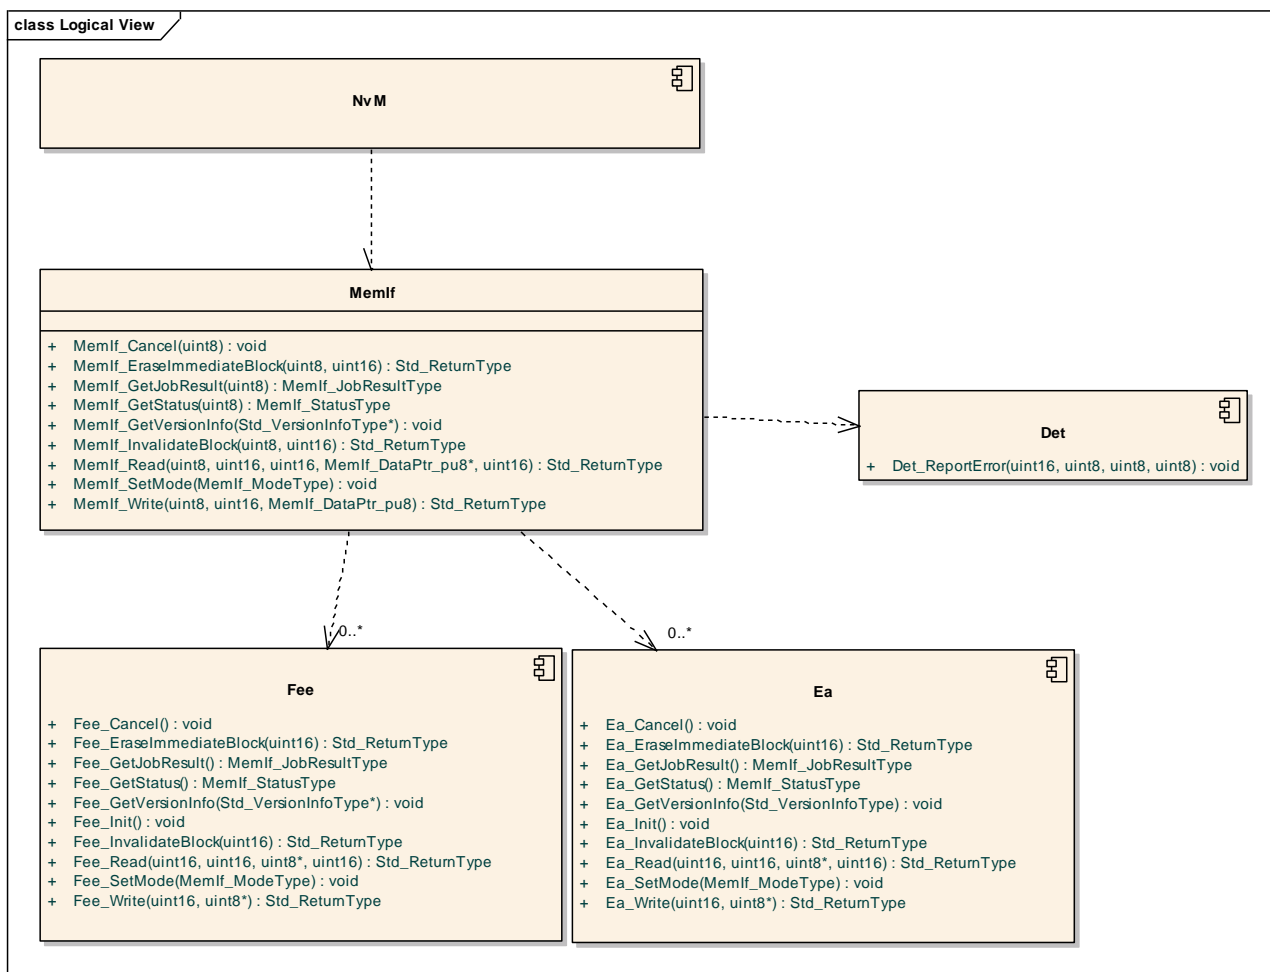 class Logical View
NvM
MemIf
+ MemIf_Cancel(uint8) : void
+ MemIf_EraseImmediateBlock(uint8, uint16) : Std_ReturnType
+ MemIf_GetJobResult(uint8) : MemIf_JobResultType
+ MemIf_GetStatus(uint8) : MemIf_StatusType
+ MemIf_GetVersionInfo(Std_VersionInfoType*) : void
+ MemIf_InvalidateBlock(uint8, uint16) : Std_ReturnType
+ MemIf_Read(uint8, uint16, uint16, MemIf_DataPtr_pu8*, uint16) : Std_ReturnType
+ MemIf_SetMode(MemIf_ModeType) : void
+ MemIf_Write(uint8, uint16, MemIf_DataPtr_pu8) : Std_ReturnType
Det
+ Det_ReportError(uint16, uint8, uint8, uint8) : void
0..*
0..*
Fee
+ Fee_Cancel() : void
+ Fee_EraseImmediateBlock(uint16) : Std_ReturnType
+ Fee_GetJobResult() : MemIf_JobResultType
+ Fee_GetStatus() : MemIf_StatusType
+ Fee_GetVersionInfo(Std_VersionInfoType*) : void
+ Fee_Init() : void
+ Fee_InvalidateBlock(uint16) : Std_ReturnType
+ Fee_Read(uint16, uint16, uint8*, uint16) : Std_ReturnType
+ Fee_SetMode(MemIf_ModeType) : void
+ Fee_Write(uint16, uint8*) : Std_ReturnType
Ea
+ Ea_Cancel() : void
+ Ea_EraseImmediateBlock(uint16) : Std_ReturnType
+ Ea_GetJobResult() : MemIf_JobResultType
+ Ea_GetStatus() : MemIf_StatusType
+ Ea_GetVersionInfo(Std_VersionInfoType) : void
+ Ea_Init() : void
+ Ea_InvalidateBlock(uint16) : Std_ReturnType
+ Ea_Read(uint16, uint16, uint8*, uint16) : Std_ReturnType
+ Ea_SetMode(MemIf_ModeType) : void
+ Ea_Write(uint16, uint8*) : Std_ReturnType